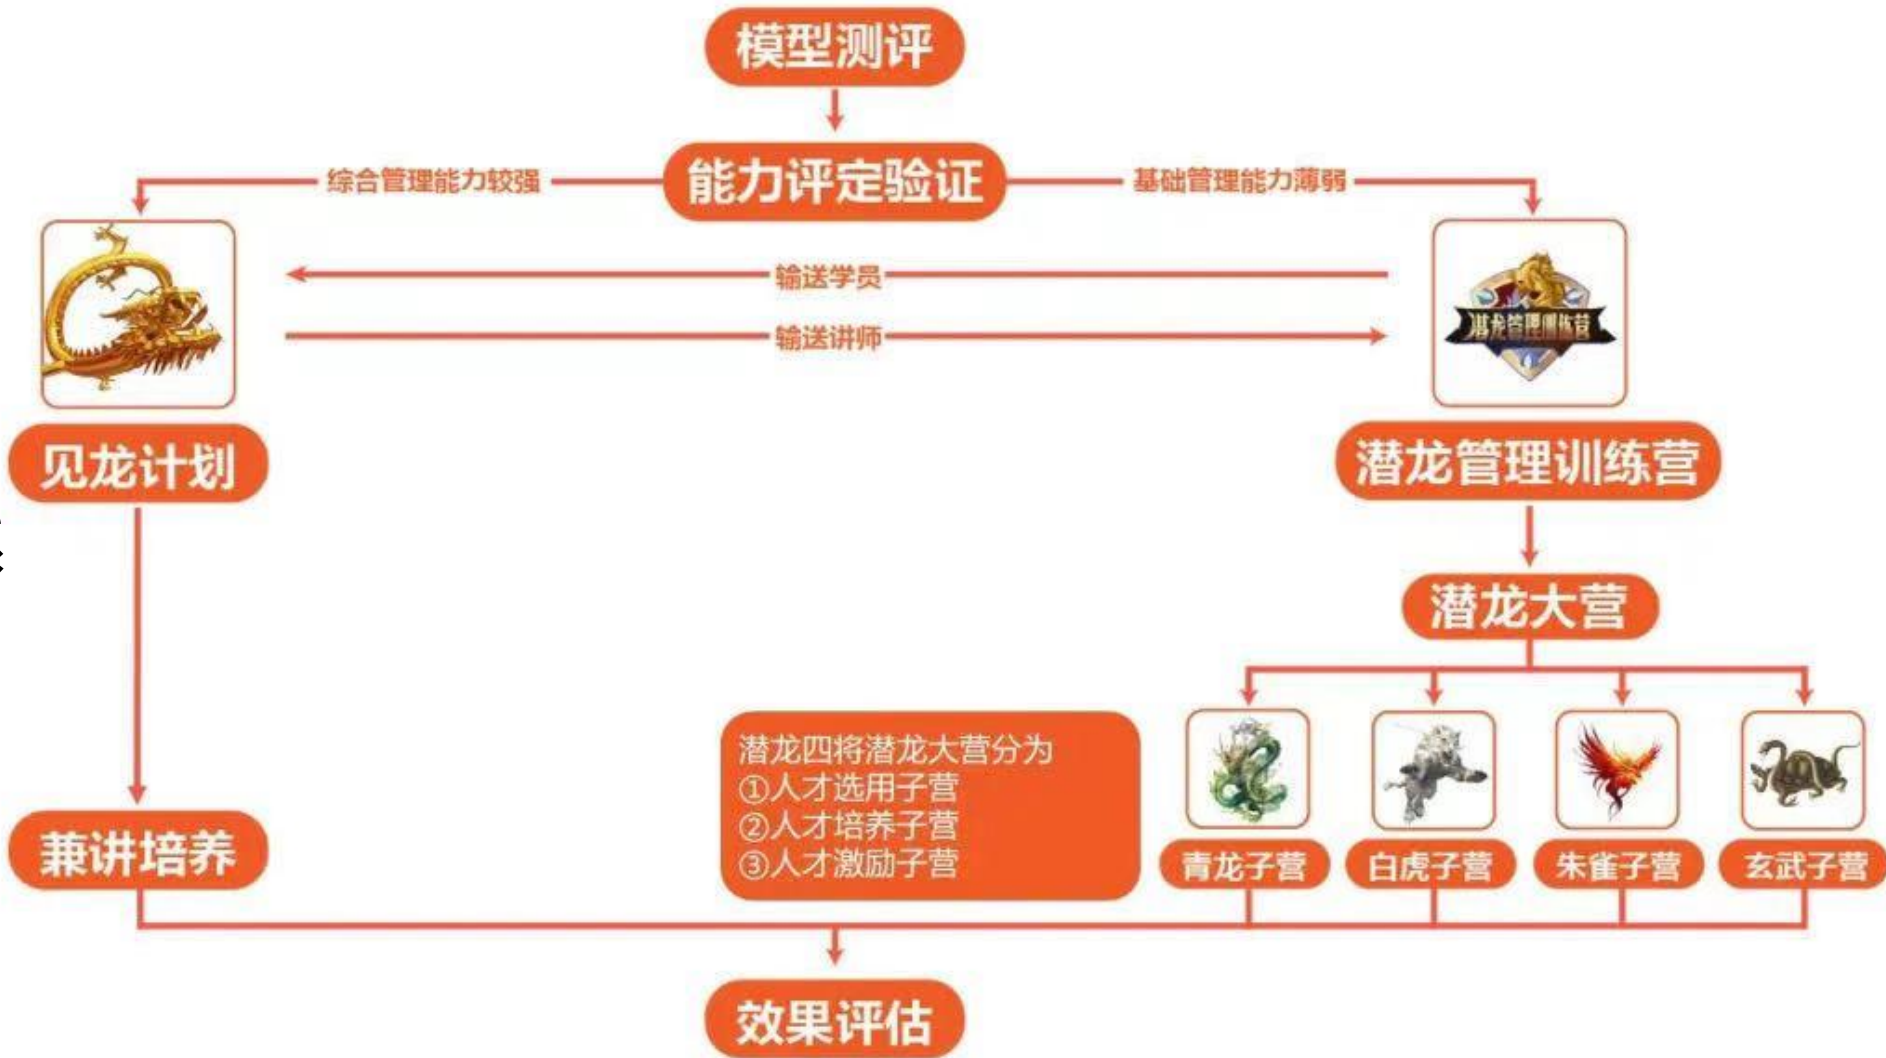 模型测评
能力评定验证
综合管理能力较强
基础管理能力薄弱
输送学员
输送讲师
潜龙管理训练营
见龙计划
潜龙管理训练营
潜龙大营
潜龙四将潜龙大营分为
①人才选用子营
②人才培养子营
③人才激励子营
青龙子营
白虎子营
朱雀子营
玄武子营
兼讲培养
效果评估